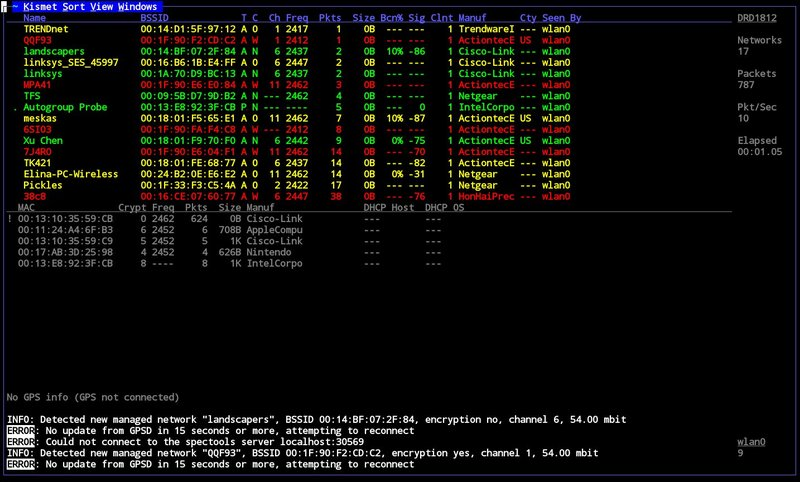 ~ Kismet Sort View Windows
Name BSSID T C Ch Freq Pkts Size Bcn% Sig Clnt Manuf Cty Seen By
TRENDnet 00:14:D1:5F:97:12 A O 1 2417 1 0B --- --- 1 TrendwareI --- wlan0
QQF93 00:1F:90:F2:CD:C2 A W 1 2412 1 0B --- --- 1 ActiontecE US wlan0
landscapers 00:14:BF:07:2F:84 A N 6 2437 2 0B 10% -86 1 Cisco-Link --- wlan0
linksys_SES_45997 00:16:B6:1B:E4:FF A O 6 2447 2 0B --- --- 1 Cisco-Link --- wlan0
linksys 00:1A:70:D9:BC:13 A N 6 2437 2 0B --- --- 1 Cisco-Link --- wlan0
MPA41 00:1F:90:E6:E0:84 A W 11 2462 3 0B --- --- 1 ActiontecE --- wlan0
TFS 00:09:5B:D7:9D:B2 A N --- 2462 4 0B --- --- 1 Netgear --- wlan0
. Autogroup Probe 00:13:E8:92:3F:CB P N --- ---- 5 0B --- 0 1 IntelCorpo --- wlan0
meskas 00:18:01:F5:65:E1 A O 11 2462 7 0B 10% -87 1 ActiontecE US wlan0
6SI03 00:1F:90:FA:F4:C8 A W 1 2412 8 0B --- --- 1 ActiontecE --- wlan0
Xu Chen 00:18:01:F9:70:F0 A N 6 2442 9 0B 0% -75 1 ActiontecE US wlan0
7J4R0 00:1F:90:E6:04:F1 A W 11 2462 14 0B --- -70 1 ActiontecE --- wlan0
TK421 00:18:01:FE:68:77 A O 6 2437 14 0B --- -82 1 ActiontecE --- wlan0
Elina-PC-Wireless 00:24:B2:0E:E6:E2 A O 11 2462 14 0B 0% -31 1 Netgear --- wlan0
Pickles 00:1F:33:F3:C5:4A A O 2 2422 17 0B --- --- 1 Netgear --- wlan0
38c8 00:16:CE:07:60:77 A W 6 2447 38 0B --- -76 1 HonHaiPrec --- wlan0
MAC Crypt Freq Pkts Size Manuf DHCP Host DHCP OS
! 00:13:10:35:59:CB 0 2462 624 0B Cisco-Link --- ---
00:11:24:A4:6F:B3 6 2452 6 708B AppleCompu --- ---
00:13:10:35:59:C9 5 2452 5 1K Cisco-Link --- ---
00:17:AB:3D:25:98 4 2452 4 626B Nintendo --- ---
00:13:E8:92:3F:CB 8 ---- 8 1K IntelCorpo --- ---
DRD1812
Networks
17
Packets
787
Pkt/Sec
10
Elapsed
00:01.05
No GPS info (GPS not connected)
INFO: Detected new managed network "landscapers", BSSID 00:14:BF:07:2F:84, encryption no, channel 6, 54.00 mbit
ERROR: No update from GPSD in 15 seconds or more, attempting to reconnect
ERROR: Could not connect to the spectools server localhost:30569
INFO: Detected new managed network "QQF93", BSSID 00:1F:90:F2:CD:C2, encryption yes, channel 1, 54.00 mbit
ERROR: No update from GPSD in 15 seconds or more, attempting to reconnect
wlan0
9